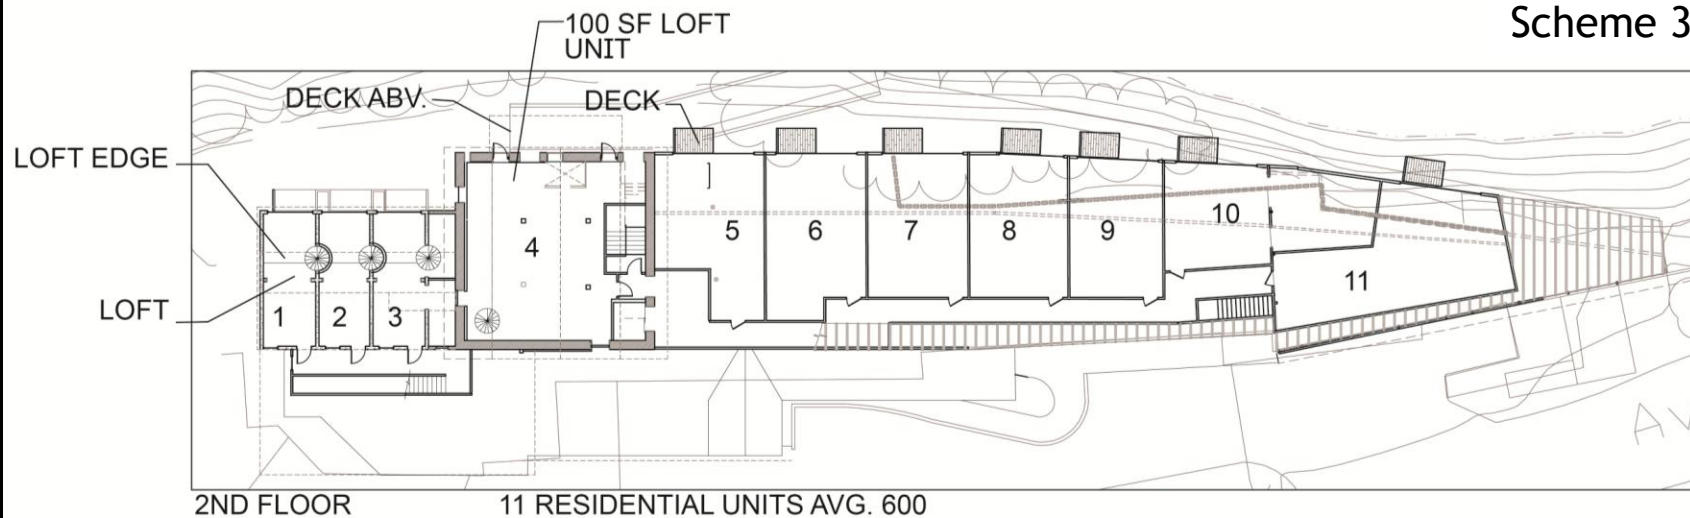 Scheme 3
100 SF LOFT
UNIT
DECK ABV.
DECK
LOFT EDGE
LOFT
1
2
3
4
5
6
7
8
9
10
11
2ND FLOOR
11 RESIDENTIAL UNITS AVG. 600